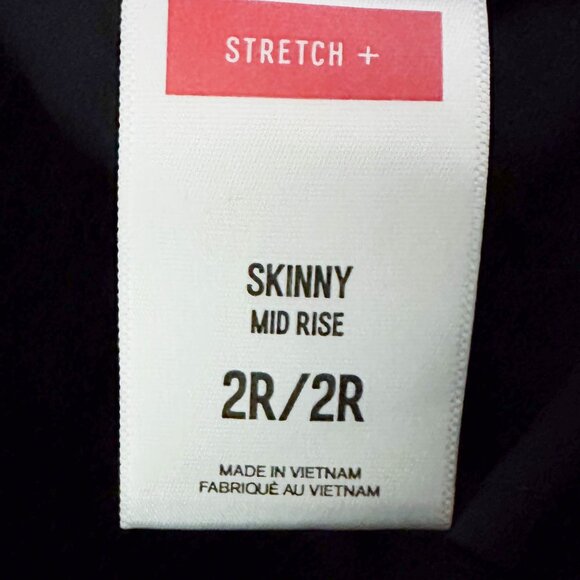 STRETCH +
SKINNY
MID RISE
2R/2R
MADE IN VIETNAM
FABRIQUÉ AU VIETNAM